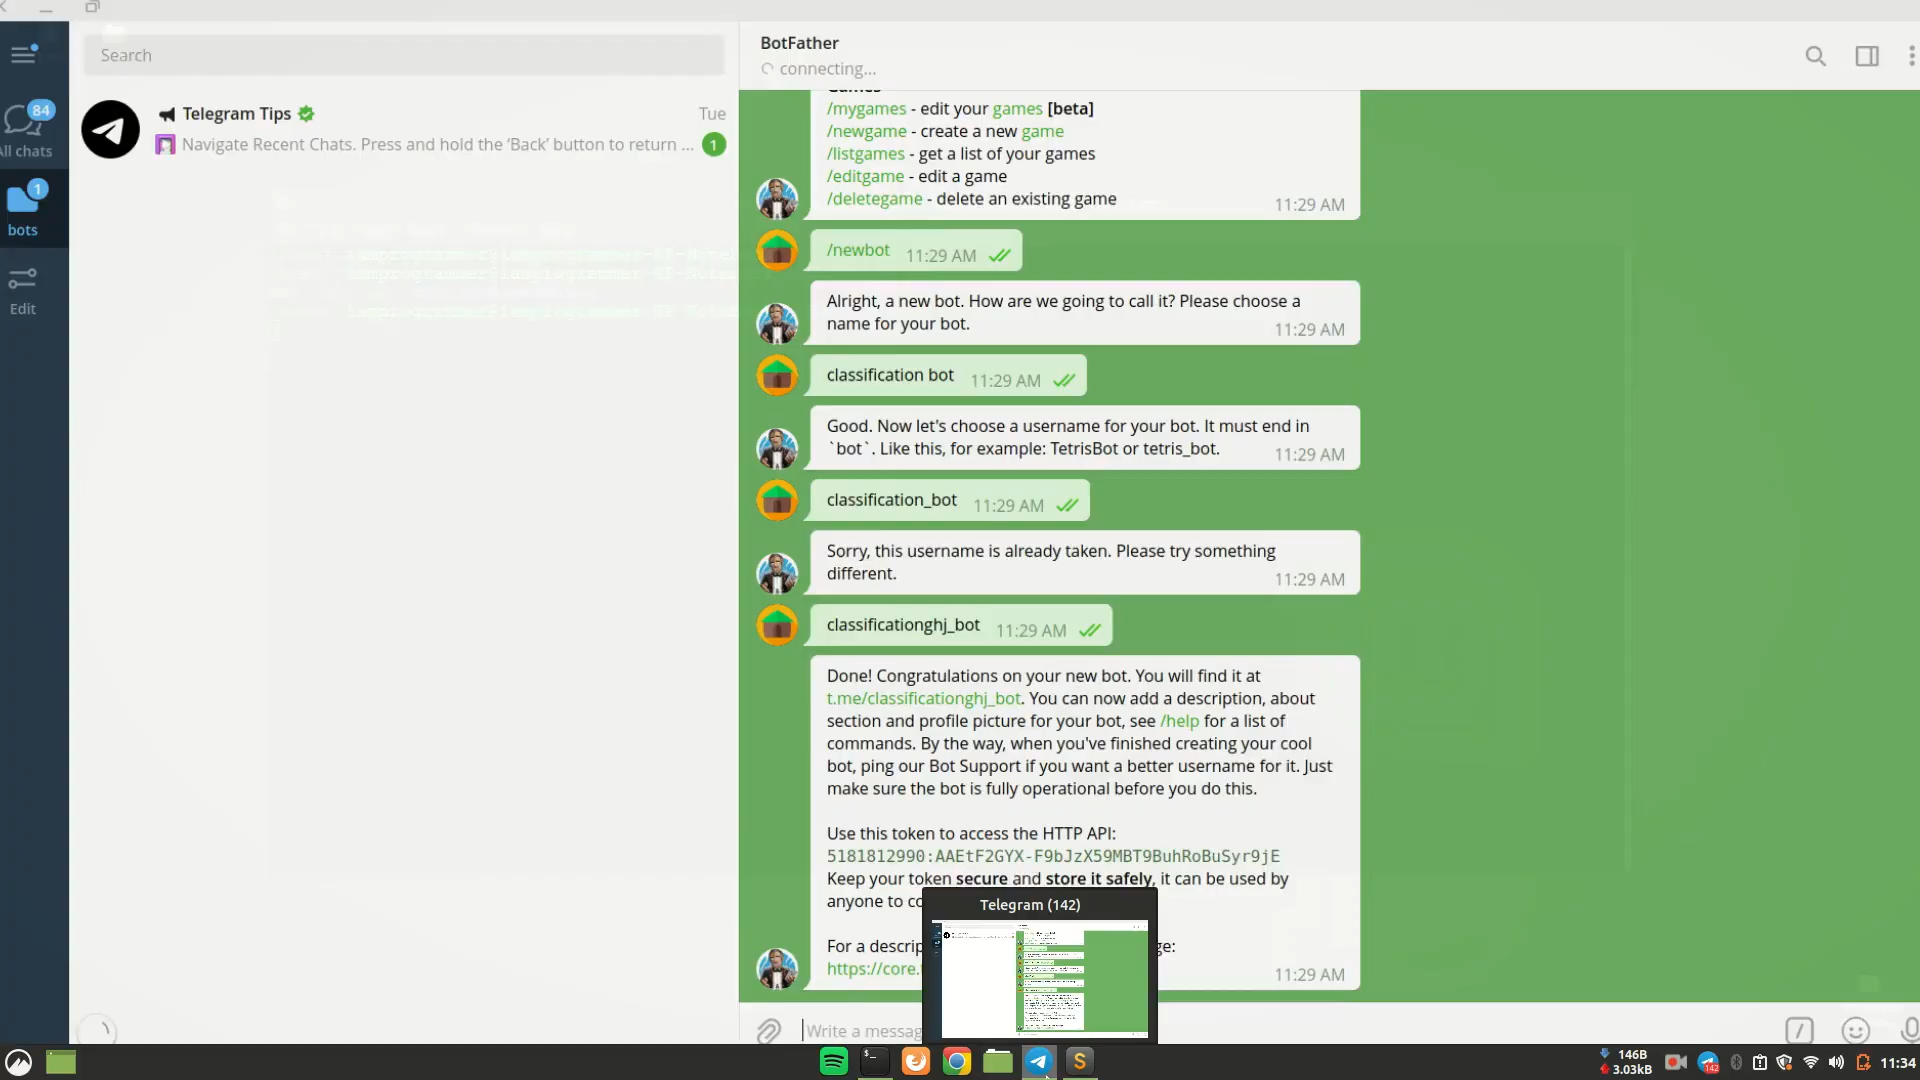 Search
BotFather
connecting...
84
All chats
Telegram Tips
Tue
Navigate Recent Chats. Press and hold the ‘Back’ button to return ...
1
1
bots
Edit
Games
/mygames - edit your games [beta]
/newgame - create a new game
/listgames - get a list of your games
/editgame - edit a game
/deletegame - delete an existing game
11:29 AM
/newbot 11:29 AM
Alright, a new bot. How are we going to call it? Please choose a
name for your bot.
11:29 AM
classification bot 11:29 AM
Good. Now let's choose a username for your bot. It must end in
`bot`. Like this, for example: TetrisBot or tetris_bot.
11:29 AM
classification_bot 11:29 AM
Sorry, this username is already taken. Please try something
different.
11:29 AM
classificationghj_bot 11:29 AM
Done! Congratulations on your new bot. You will find it at
t.me/classificationghj_bot. You can now add a description, about
section and profile picture for your bot, see /help for a list of
commands. By the way, when you've finished creating your cool
bot, ping our Bot Support if you want a better username for it. Just
make sure the bot is fully operational before you do this.
Use this token to access the HTTP API:
5181812990:AAEtF2GYX-F9bJzX59MBT9BuhRoBuSyr9jE
Keep your token secure and store it safely, it can be used by
anyone to co
For a descrip
ge:
https://core.
11:29 AM
Telegram (142)
Write a messag
146B
3.03kB
142
11:34